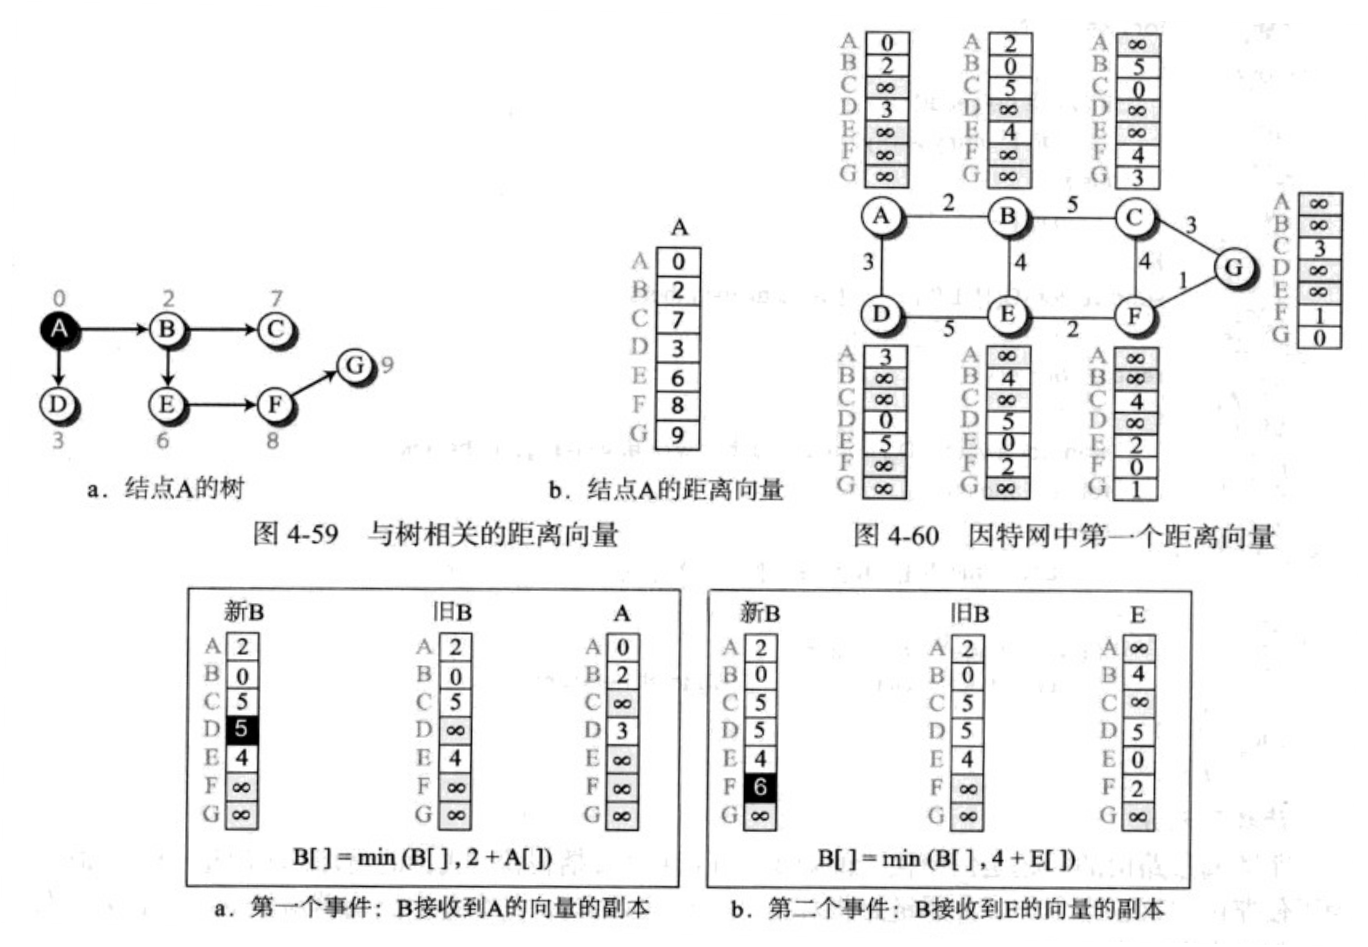 A 0
B 2
C ∞
D 3
E ∞
F ∞
G ∞
A 2
B 0
C 5
D ∞
E 4
F ∞
G ∞
A ∞
B 5
C 0
D ∞
E ∞
F 4
G 3
A 2 B 5 C 3
3 4 4 1 G
D 5 E 2 F
A ∞
B ∞
C 3
D ∞
E ∞
F 1
G 0
A 3
B ∞
C ∞
D 0
E 5
F ∞
G ∞
A ∞
B 4
C ∞
D 5
E 0
F 2
G ∞
A ∞
B ∞
C 4
D ∞
E 2
F 0
G 1
0 2 7
A B C
G 9
D E F
3 6 8
a. 结点A的树
A
A 0
B 2
C 7
D 3
E 6
F 8
G 9
b. 结点A的距离向量
图 4-59 与树相关的距离向量
图 4-60 因特网中第一个距离向量
新B 旧B A
A 2 A 2 A 0
B 0 B 0 B 2
C 5 C 5 C ∞
D 5 D ∞ D 3
E 4 E 4 E ∞
F ∞ F ∞ F ∞
G ∞ G ∞ G ∞
B[ ] = min (B[ ] , 2 + A[ ])
a. 第一个事件：B接收到A的向量的副本
新B 旧B E
A 2 A 2 A ∞
B 0 B 0 B 4
C 5 C 5 C ∞
D 5 D 5 D 5
E 4 E 4 E 0
F 6 F ∞ F 2
G ∞ G ∞ G ∞
B[ ] = min (B[ ] , 4 + E[ ])
b. 第二个事件：B接收到E的向量的副本